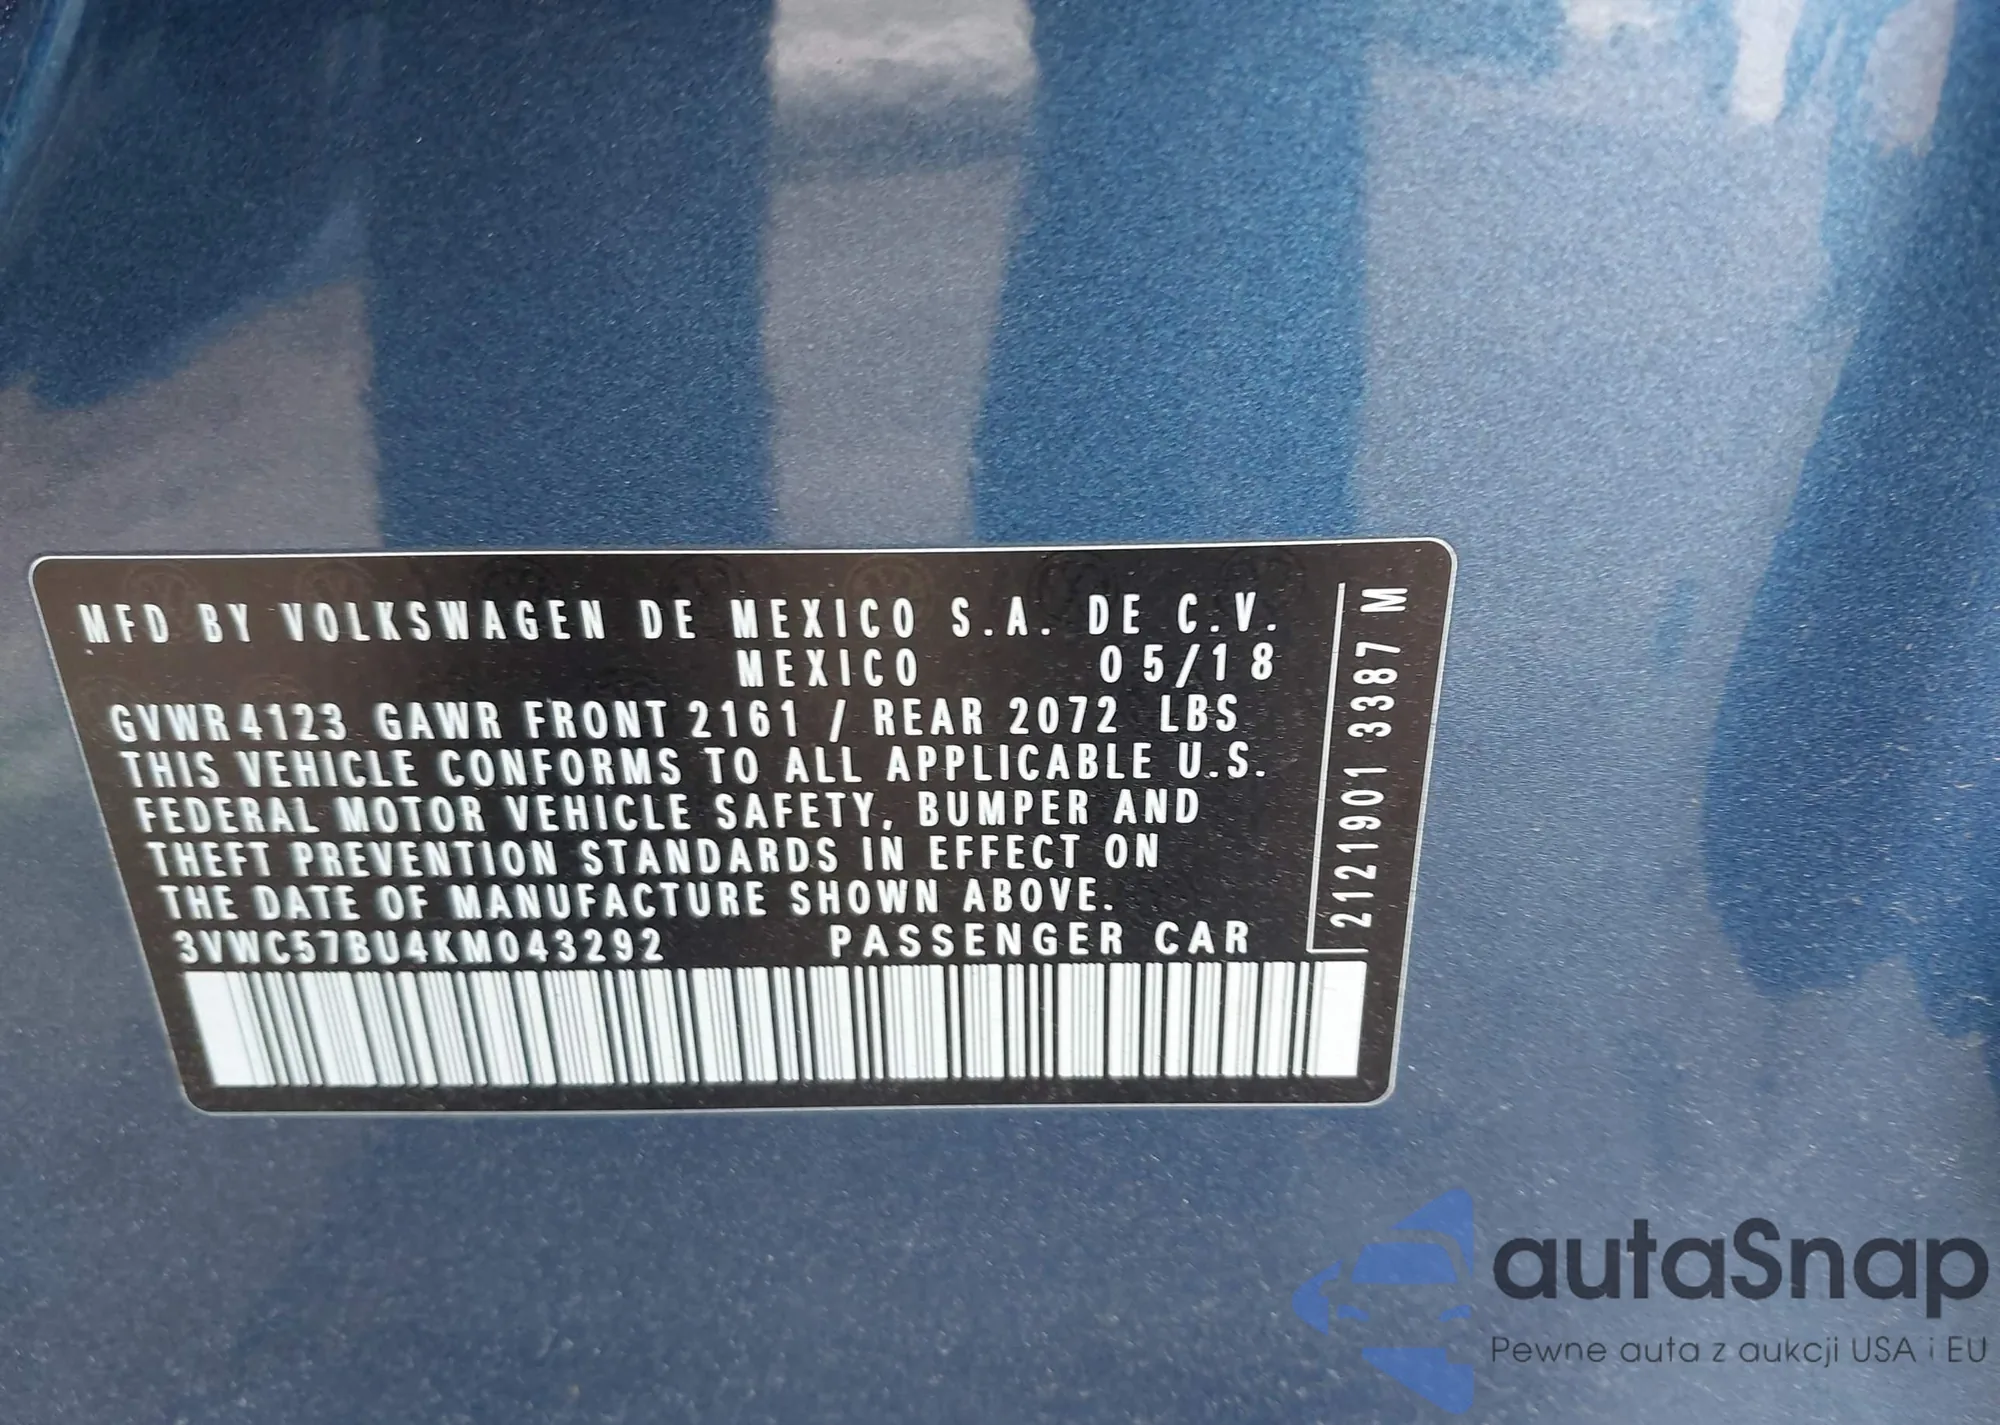 MFD BY VOLKSWAGEN DE MEXICO S.A. DE C.V.
MEXICO 05/18
GVWR 4123 GAWR FRONT 2161 / REAR 2072 LBS
THIS VEHICLE CONFORMS TO ALL APPLICABLE U.S.
FEDERAL MOTOR VEHICLE SAFETY, BUMPER AND
THEFT PREVENTION STANDARDS IN EFFECT ON
THE DATE OF MANUFACTURE SHOWN ABOVE.
3VWC57BU4KM043292 PASSENGER CAR
2121901 3387 M
autaSnap
Pewne auta z aukcji USA i EU